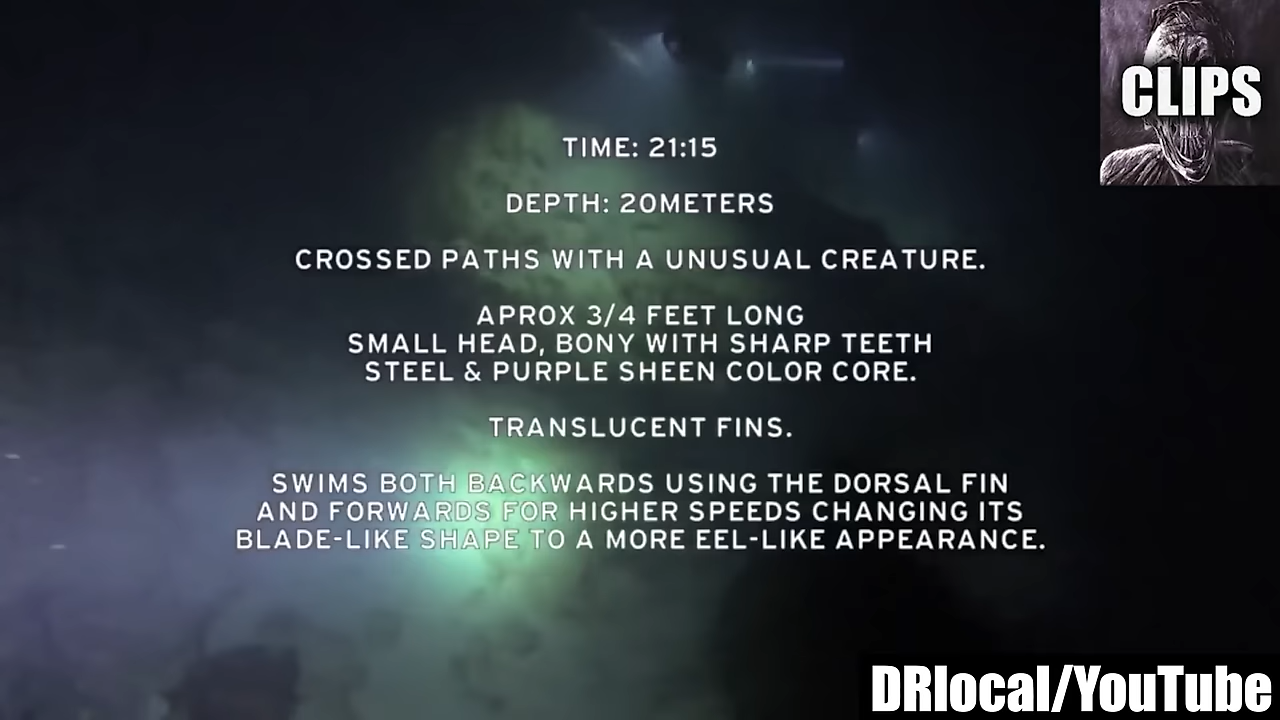 CLIPS
TIME: 21:15
DEPTH: 20METERS
CROSSED PATHS WITH A UNUSUAL CREATURE.
APROX 3/4 FEET LONG
SMALL HEAD, BONY WITH SHARP TEETH
STEEL & PURPLE SHEEN COLOR CORE.
TRANSLUCENT FINS.
SWIMS BOTH BACKWARDS USING THE DORSAL FIN
AND FORWARDS FOR HIGHER SPEEDS CHANGING ITS
BLADE-LIKE SHAPE TO A MORE EEL-LIKE APPEARANCE.
DRlocal/YouTube